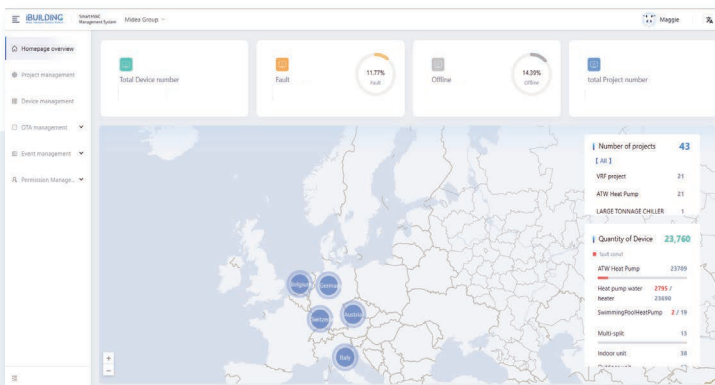 iBUILDING
SmartHVAC
Management System
Midea Group
Maggie
Homepage overview
Project management
Device management
OTA management
Event management
Permission Manage...
Total Device number
Fault
11.77%
Fault
Offline
14.39%
Offline
total Project number
Number of projects 43
[ All ]
VRF project 21
ATW Heat Pump 21
LARGE TONNAGE CHILLER 1
Quantity of Device 23,760
fault count
ATW Heat Pump 23709
Heat pump water heater 2795 / 23690
SwimmingPoolHeatPump 2 / 19
Multi-split 13
Indoor unit 38
Belgium
German
Switzerl
Austria
Italy
+
−